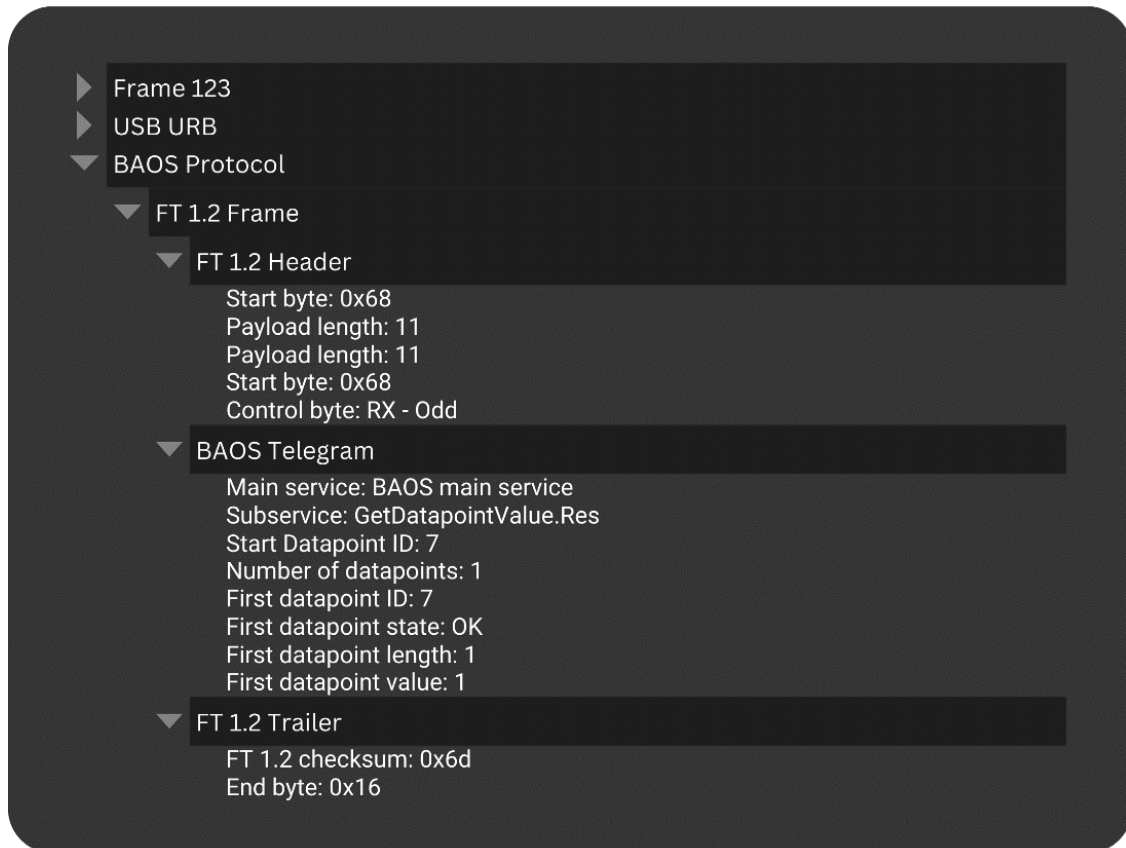 Frame 123
USB URB
BAOS Protocol
FT 1.2 Frame
FT 1.2 Header
Start byte: 0x68
Payload length: 11
Payload length: 11
Start byte: 0x68
Control byte: RX - Odd
BAOS Telegram
Main service: BAOS main service
Subservice: GetDatapointValue.Res
Start Datapoint ID: 7
Number of datapoints: 1
First datapoint ID: 7
First datapoint state: OK
First datapoint length: 1
First datapoint value: 1
FT 1.2 Trailer
FT 1.2 checksum: 0x6d
End byte: 0x16